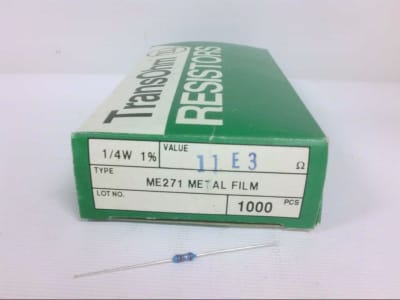 TransOhm
RESISTORS
1/4W 1% VALUE 11E3 Ω
TYPE ME271 METAL FILM
LOT NO. 1000 PCS